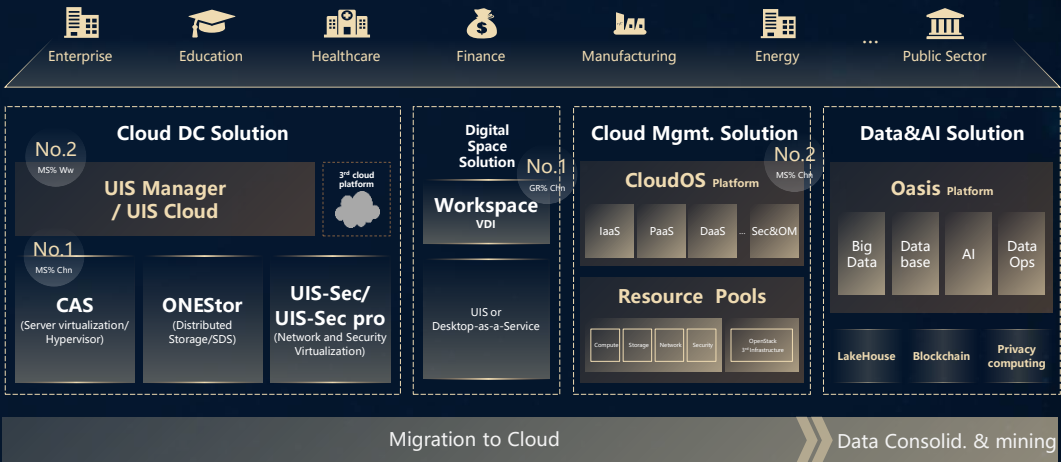 Enterprise
Education
Healthcare
Finance
Manufacturing
Energy
...
Public Sector
Cloud DC Solution
No.2
MS% Ww
UIS Manager
/ UIS Cloud
3rd cloud
platform
No.1
MS% Chn
CAS
(Server virtualization/
Hypervisor)
ONEStor
(Distributed
Storage/SDS)
UIS-Sec/
UIS-Sec pro
(Network and Security
Virtualization)
Digital
Space
Solution
No.1
GR% Chn
Workspace
VDI
UIS or
Desktop-as-a-Service
Cloud Mgmt. Solution
No.2
MS% Chn
CloudOS Platform
IaaS
PaaS
DaaS
...
Sec&OM
Resource Pools
Compute
Storage
Network
Security
OpenStack
3rd Infrastructure
Data&AI Solution
Oasis Platform
Big
Data
Data
base
AI
Data
Ops
LakeHouse
Blockchain
Privacy
computing
Migration to Cloud
Data Consolid. & mining